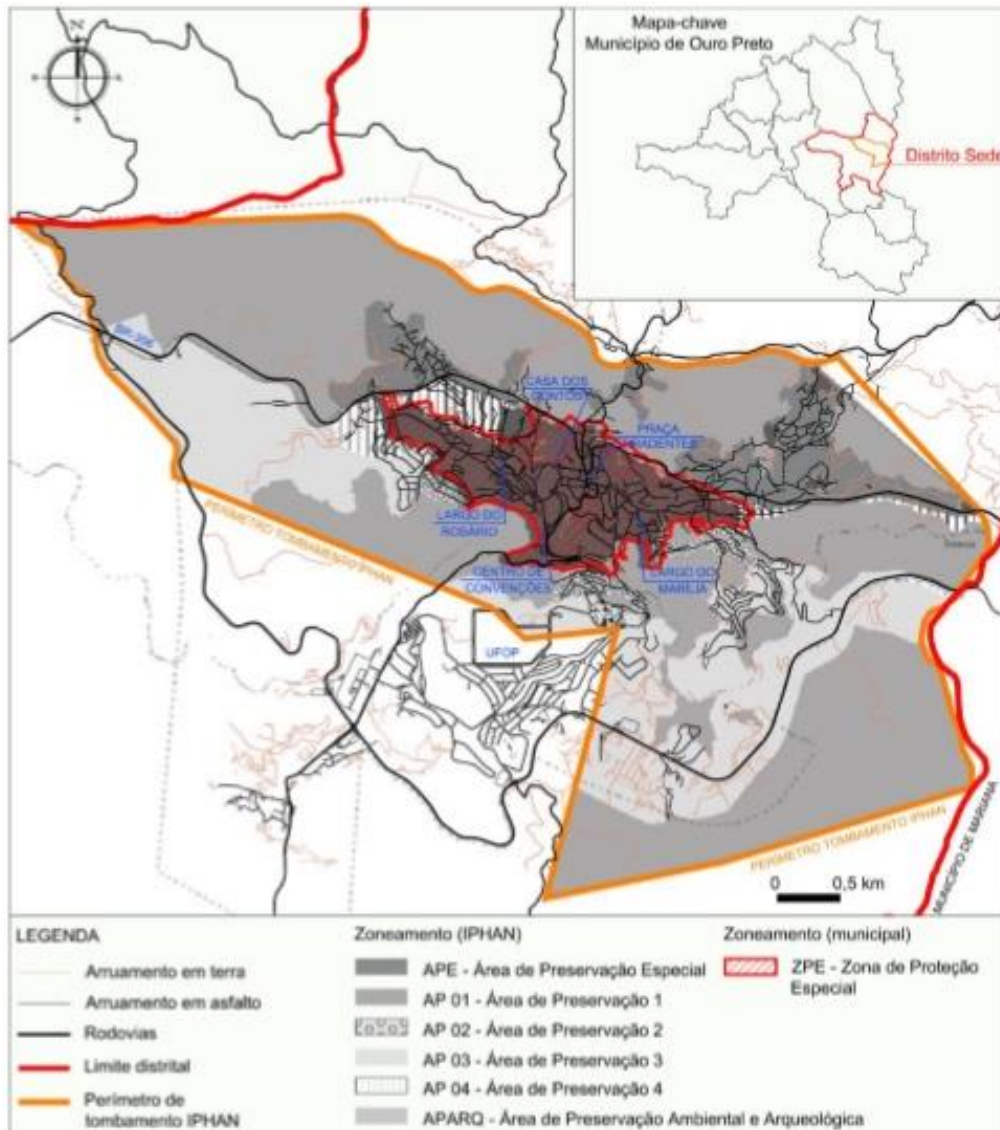 Mapa-chave
Município de Ouro Preto
Distrito Sede
N
BR-356
CASA DOS
CONTOS
PRAÇA
TIRADENTES
LARGO DO
ROSÁRIO
PERÍMETRO TOMBAMENTO IPHAN
CENTRO DE
CONVENÇÕES
LARGO DO
MARÍLIA
UFOP
PERÍMETRO TOMBAMENTO IPHAN
MUNICÍPIO DE MARIANA
0 0,5 km
LEGENDA
Arruamento em terra
Arruamento em asfalto
Rodovias
Limite distrital
Perímetro de
tombamento IPHAN
Zoneamento (IPHAN)
APE - Área de Preservação Especial
AP 01 - Área de Preservação 1
AP 02 - Área de Preservação 2
AP 03 - Área de Preservação 3
AP 04 - Área de Preservação 4
APARQ - Área de Preservação Ambiental e Arqueológica
Zoneamento (municipal)
ZPE - Zona de Proteção
Especial